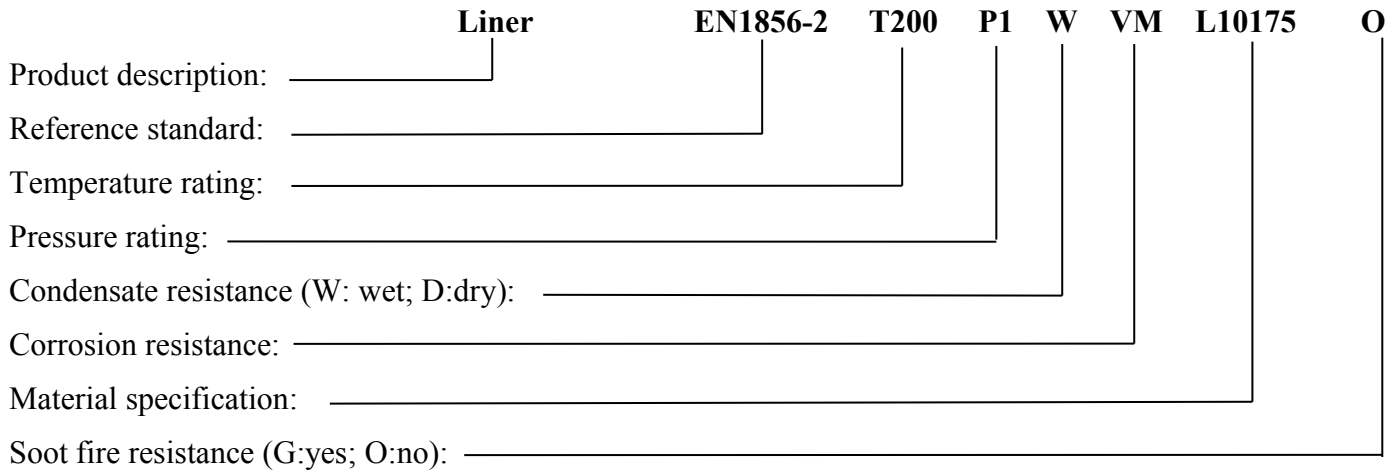 Liner EN1856-2 T200 P1 W VM L10175 O
Product description:
Reference standard:
Temperature rating:
Pressure rating:
Condensate resistance (W: wet; D:dry):
Corrosion resistance:
Material specification:
Soot fire resistance (G:yes; O:no):